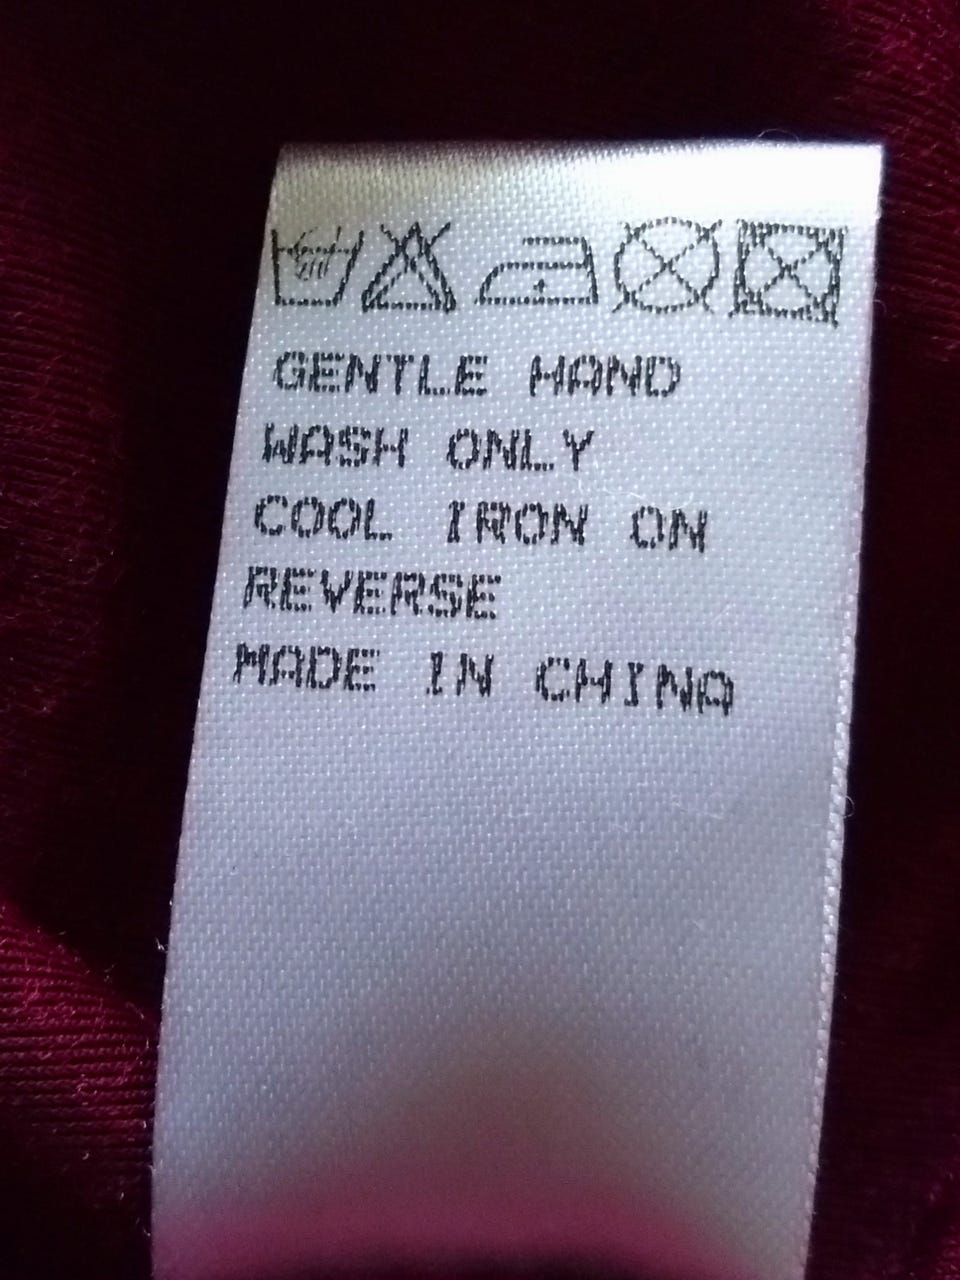 GENTLE HAND
WASH ONLY
COOL IRON ON
REVERSE
MADE IN CHINA